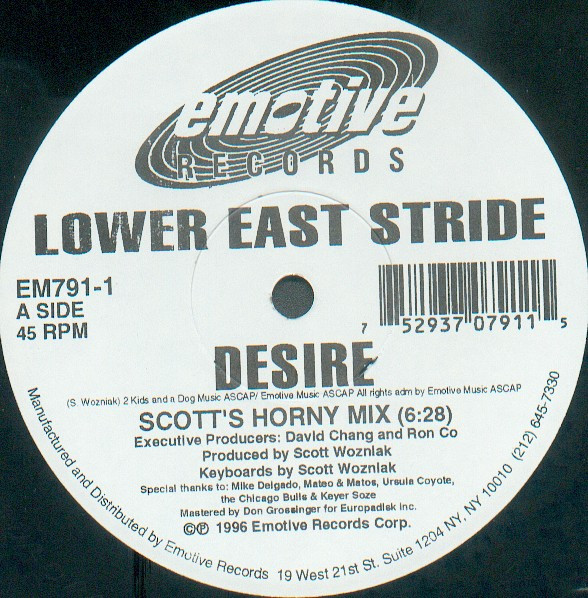 emotive
RECORDS
LOWER EAST STRIDE
EM791-1
A SIDE
45 RPM
7 52937 07911 5
DESIRE
(S. Wozniak) 2 Kids and a Dog Music ASCAP/ Emotive Music ASCAP All rights adm by Emotive Music ASCAP
SCOTT'S HORNY MIX (6:28)
Executive Producers: David Chang and Ron Co
Produced by Scott Wozniak
Keyboards by Scott Wozniak
Special thanks to: Mike Delgado, Mateo & Matos, Ursula Coyote,
the Chicago Bulls & Keyer Soze
Mastered by Don Grossinger for Europadisk Inc.
©℗ 1996 Emotive Records Corp.
Manufactured and Distributed by Emotive Records 19 West 21st St. Suite 1204 NY, NY 10010 (212) 645-7330